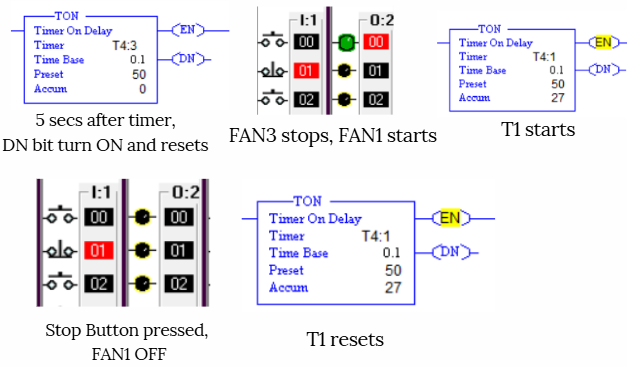 TON
Timer On Delay
Timer T4:3
Time Base 0.1
Preset 50
Accum 0
EN
DN
5 secs after timer,
DN bit turn ON and resets
I:1 O:2
00 00
01 01
02 02
FAN3 stops, FAN1 starts
TON
Timer On Delay
Timer T4:1
Time Base 0.1
Preset 50
Accum 27
EN
DN
T1 starts
I:1 O:2
00 00
01 01
02 02
Stop Button pressed,
FAN1 OFF
TON
Timer On Delay
Timer T4:1
Time Base 0.1
Preset 50
Accum 27
EN
DN
T1 resets